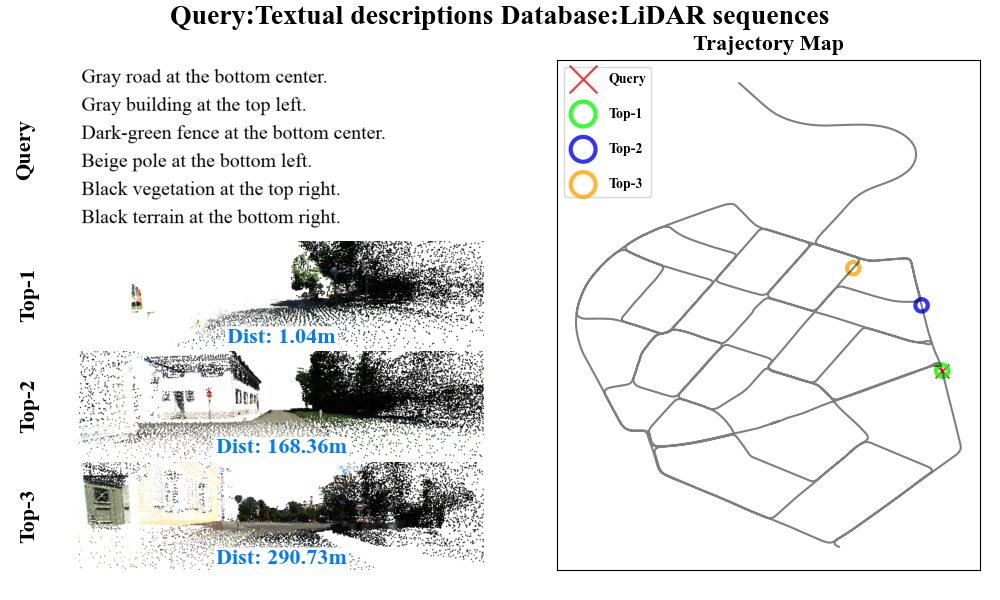 Query:Textual descriptions Database:LiDAR sequences
Trajectory Map
Query
Gray road at the bottom center.
Gray building at the top left.
Dark-green fence at the bottom center.
Beige pole at the bottom left.
Black vegetation at the top right.
Black terrain at the bottom right.
Top-1
Dist: 1.04m
Top-2
Dist: 168.36m
Top-3
Dist: 290.73m
Query
Top-1
Top-2
Top-3